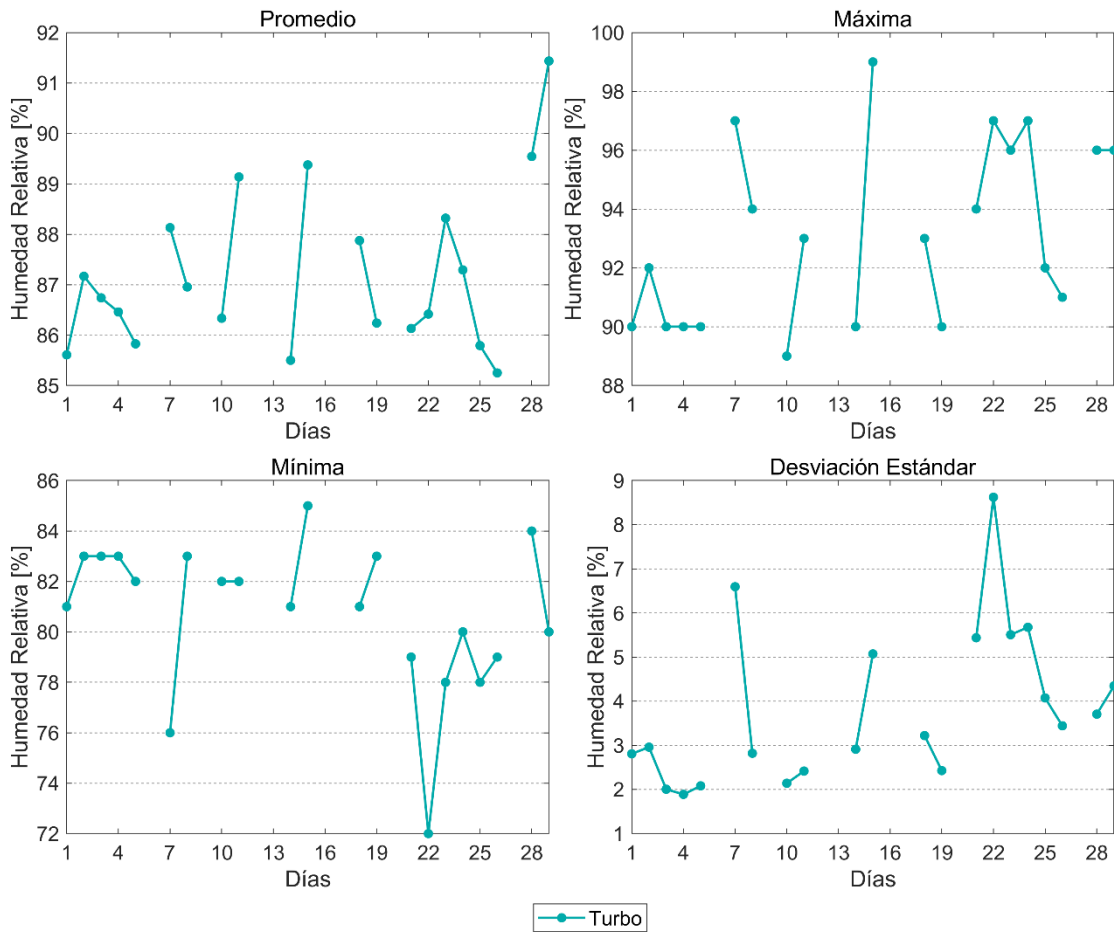 Promedio
Humedad Relativa [%]
92
91
90
89
88
87
86
85
1 4 7 10 13 16 19 22 25 28
Días
Máxima
Humedad Relativa [%]
100
98
96
94
92
90
88
1 4 7 10 13 16 19 22 25 28
Días
Mínima
Humedad Relativa [%]
86
84
82
80
78
76
74
72
1 4 7 10 13 16 19 22 25 28
Días
Desviación Estándar
Humedad Relativa [%]
9
8
7
6
5
4
3
2
1
1 4 7 10 13 16 19 22 25 28
Días
Turbo